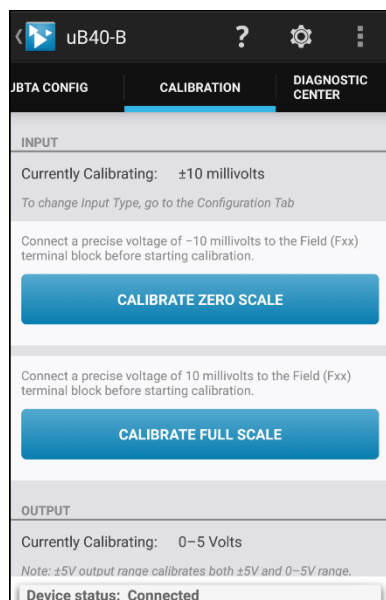 uB40-B ?
JBTA CONFIG CALIBRATION DIAGNOSTIC
CENTER
INPUT
Currently Calibrating: ±10 millivolts
To change Input Type, go to the Configuration Tab
Connect a precise voltage of −10 millivolts to the Field (Fxx)
terminal block before starting calibration.
CALIBRATE ZERO SCALE
Connect a precise voltage of 10 millivolts to the Field (Fxx)
terminal block before starting calibration.
CALIBRATE FULL SCALE
OUTPUT
Currently Calibrating: 0–5 Volts
Note: ±5V output range calibrates both ±5V and 0–5V range.
Device status: Connected